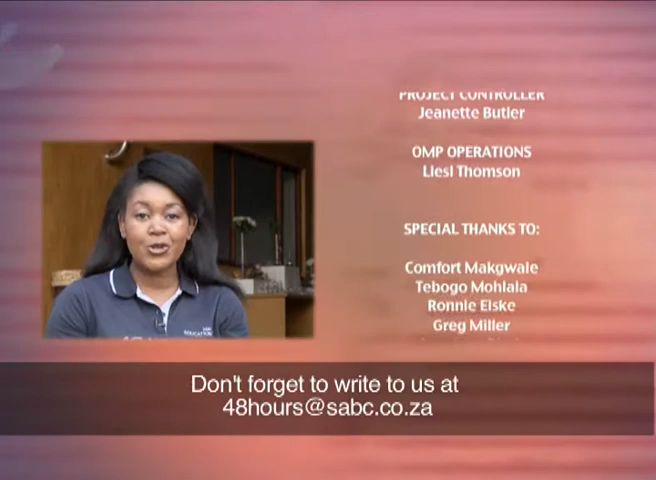 PROJECT CONTROLLER
Jeanette Butler
OMP OPERATIONS
Liesl Thomson
SPECIAL THANKS TO:
Comfort Makgwale
Tebogo Mohlala
Ronnie Elske
Greg Miller
Don't forget to write to us at
48hours@sabc.co.za